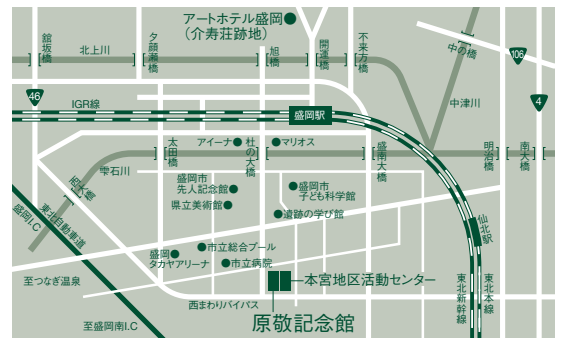 アートホテル盛岡●
（介寿荘跡地）
舘坂橋
北上川
夕顔瀬橋
旭橋
開運橋
不来方橋
中の橋
106
46
4
IGR線
盛岡駅
中津川
太田橋
アイーナ●
杜の大橋
●マリオス
盛南大橋
明治橋
南大橋
雫石川
盛岡市
先人記念館●
県立美術館●
●盛岡市
子ども科学館
●遺跡の学び館
盛岡I.C
東北自動車道
仙北駅
●市立総合プール
盛岡●
タカヤアリーナ
●市立病院
至つなぎ温泉
本宮地区活動センター
西まわりバイパス
原敬記念館
東北新幹線
東北本線
至盛岡南I.C